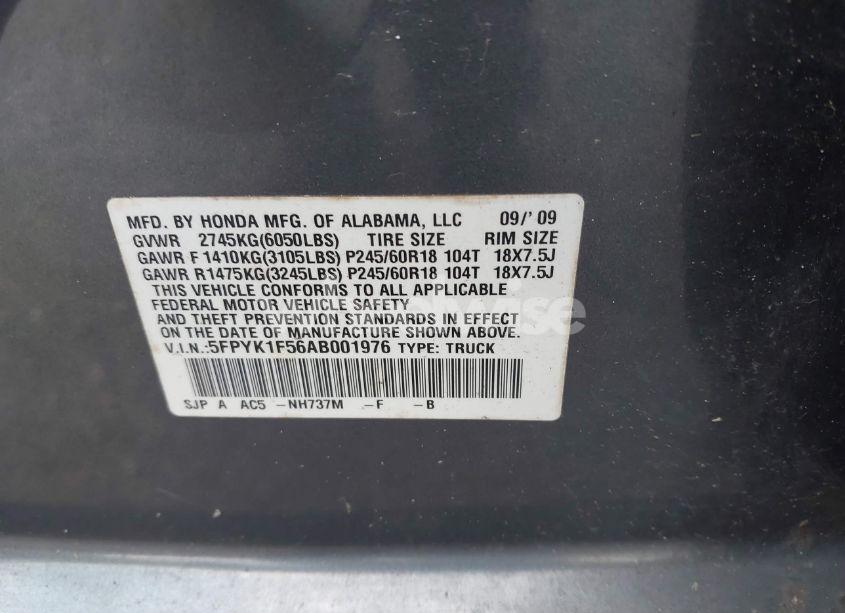 MFD. BY HONDA MFG. OF ALABAMA, LLC 09/'09
GVWR 2745KG(6050LBS) TIRE SIZE RIM SIZE
GAWR F 1410KG(3105LBS) P245/60R18 104T 18X7.5J
GAWR R1475KG(3245LBS) P245/60R18 104T 18X7.5J
THIS VEHICLE CONFORMS TO ALL APPLICABLE
FEDERAL MOTOR VEHICLE SAFETY
AND THEFT PREVENTION STANDARDS IN EFFECT
ON THE DATE OF MANUFACTURE SHOWN ABOVE.
V.I.N.:5FPYK1F56AB001976 TYPE: TRUCK
SJP A AC5 -NH737M -F -B